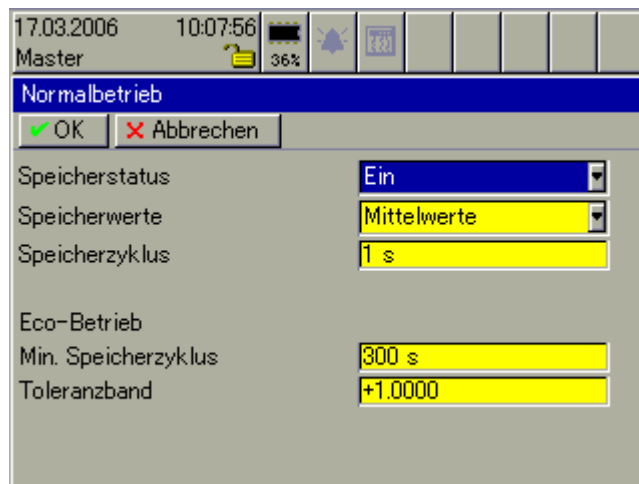 17.03.2006 10:07:56
Master
36%
Normalbetrieb
OK Abbrechen
Speicherstatus Ein
Speicherwerte Mittelwerte
Speicherzyklus 1 s
Eco-Betrieb
Min. Speicherzyklus 300 s
Toleranzband +1.0000